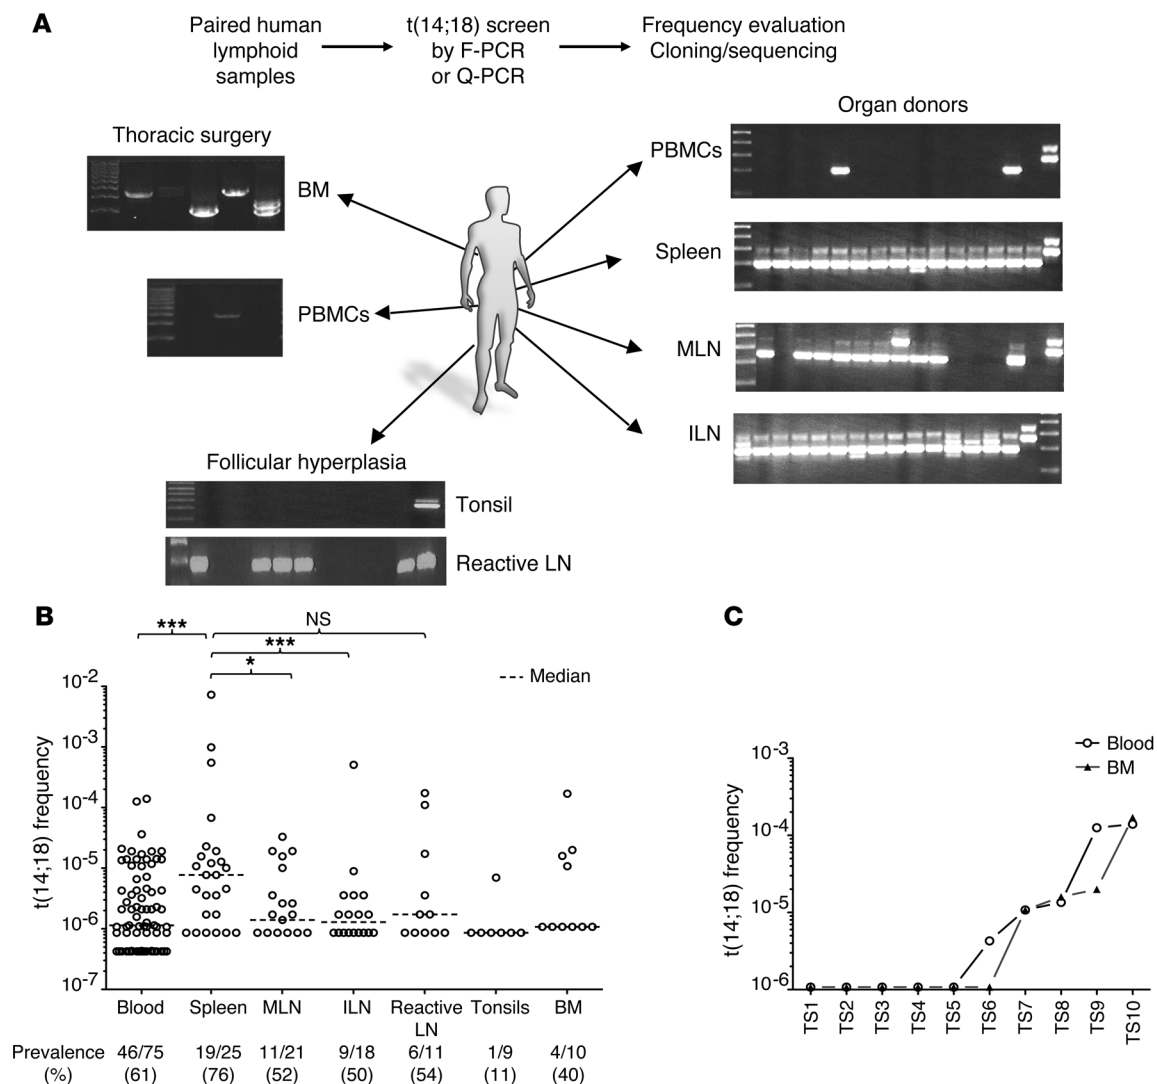 A
Paired human
lymphoid
samples
t(14;18) screen
by F-PCR
or Q-PCR
Frequency evaluation
Cloning/sequencing
Thoracic surgery
BM
PBMCs
Organ donors
PBMCs
Spleen
MLN
ILN
Follicular hyperplasia
Tonsil
Reactive LN
B
***
NS
***
*
--- Median
t(14;18) frequency
10-2
10-3
10-4
10-5
10-6
10-7
Blood Spleen MLN ILN Reactive LN Tonsils BM
Prevalence 46/75 19/25 11/21 9/18 6/11 1/9 4/10
(%) (61) (76) (52) (50) (54) (11) (40)
C
Blood
BM
t(14;18) frequency
10-3
10-4
10-5
10-6
TS1 TS2 TS3 TS4 TS5 TS6 TS7 TS8 TS9 TS10